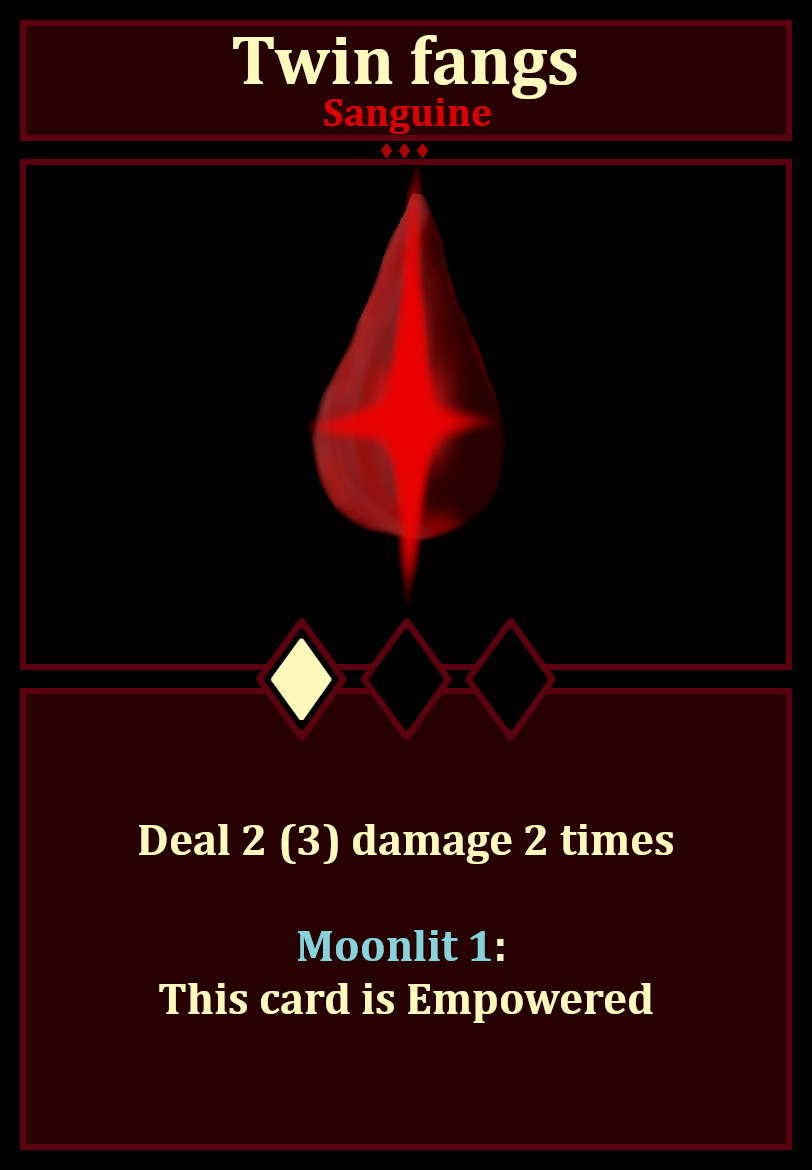 Twin fangs
Sanguine
Deal 2 (3) damage 2 times
Moonlit 1:
This card is Empowered